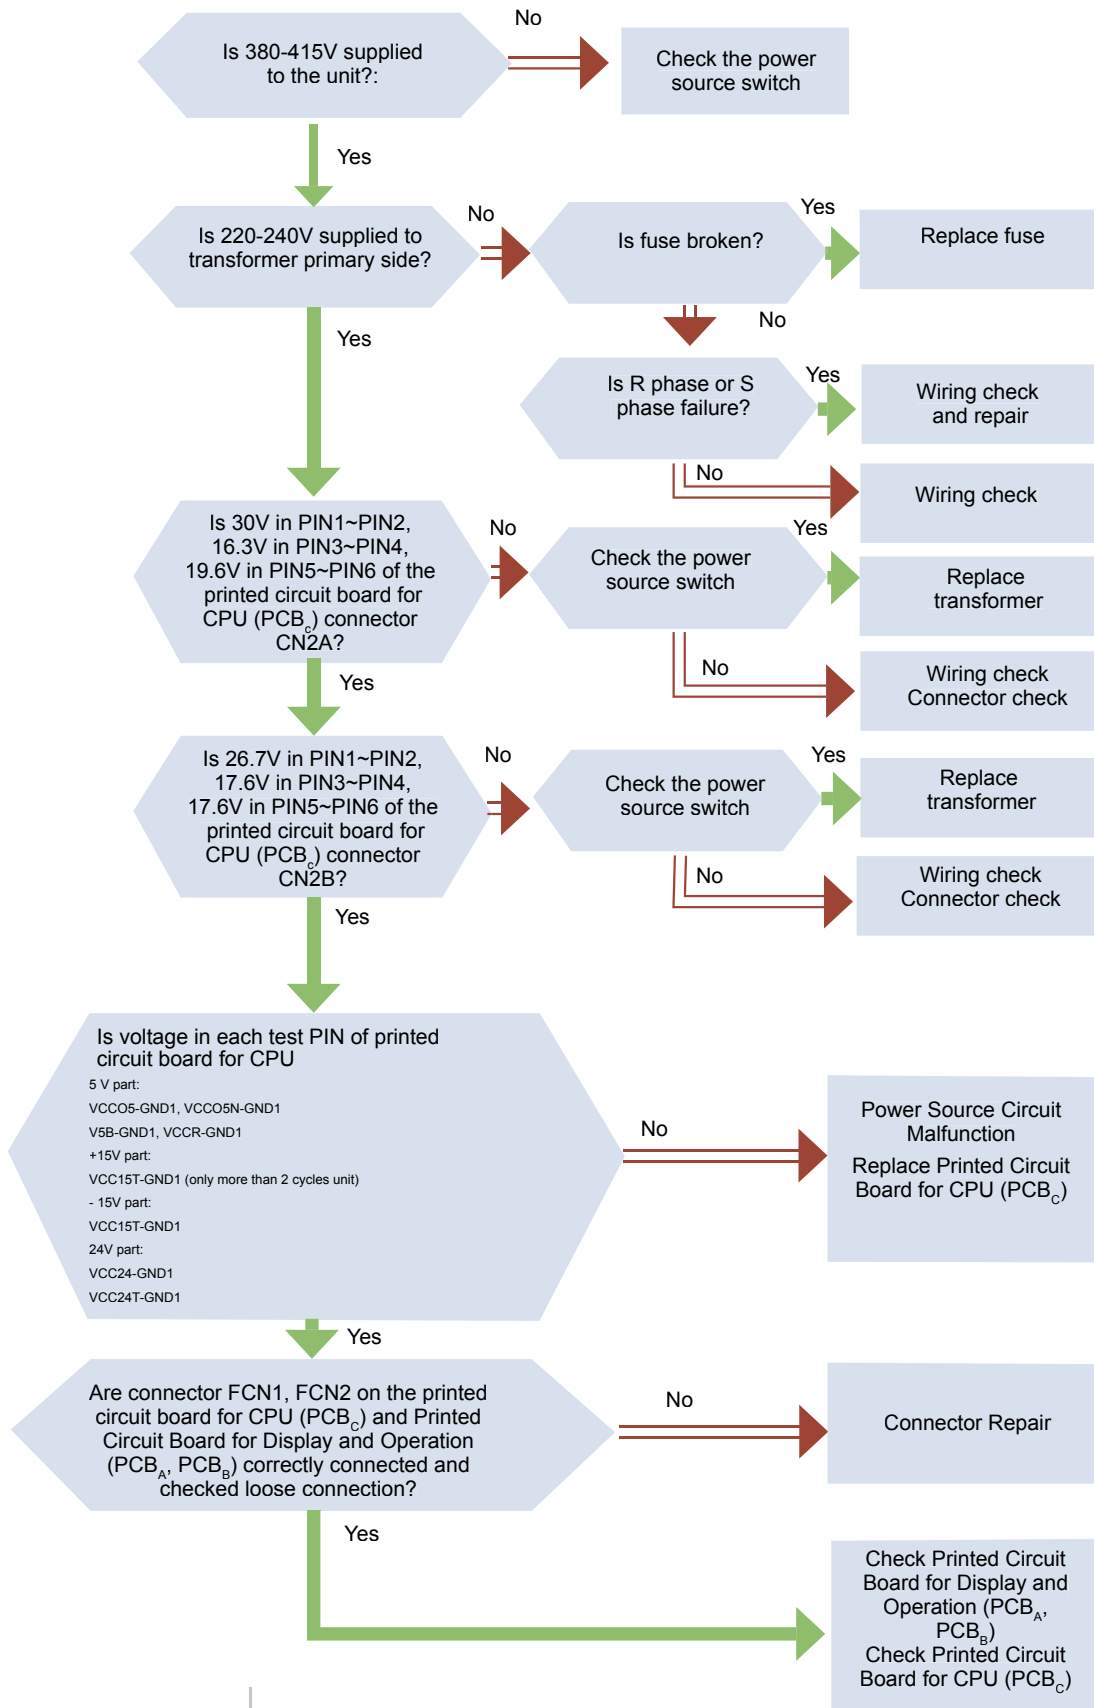 No
Is 380-415V supplied
to the unit?:
Check the power
source switch
Yes
Is 220-240V supplied to
transformer primary side?
No
Is fuse broken?
Yes
Replace fuse
Yes
No
Is R phase or S
phase failure?
Yes
Wiring check
and repair
No
Wiring check
Is 30V in PIN1~PIN2,
16.3V in PIN3~PIN4,
19.6V in PIN5~PIN6 of the
printed circuit board for
CPU (PCBc) connector
CN2A?
No
Check the power
source switch
Yes
Replace
transformer
No
Wiring check
Connector check
Yes
Is 26.7V in PIN1~PIN2,
17.6V in PIN3~PIN4,
17.6V in PIN5~PIN6 of the
printed circuit board for
CPU (PCBc) connector
CN2B?
No
Check the power
source switch
Yes
Replace
transformer
No
Wiring check
Connector check
Yes
Is voltage in each test PIN of printed
circuit board for CPU
5 V part:
VCCO5-GND1, VCCO5N-GND1
V5B-GND1, VCCR-GND1
+15V part:
VCC15T-GND1 (only more than 2 cycles unit)
- 15V part:
VCC15T-GND1
24V part:
VCC24-GND1
VCC24T-GND1
No
Power Source Circuit
Malfunction
Replace Printed Circuit
Board for CPU (PCBC)
Yes
Are connector FCN1, FCN2 on the printed
circuit board for CPU (PCBC) and Printed
Circuit Board for Display and Operation
(PCBA, PCBB) correctly connected and
checked loose connection?
No
Connector Repair
Yes
Check Printed Circuit
Board for Display and
Operation (PCBA,
PCBB)
Check Printed Circuit
Board for CPU (PCBC)